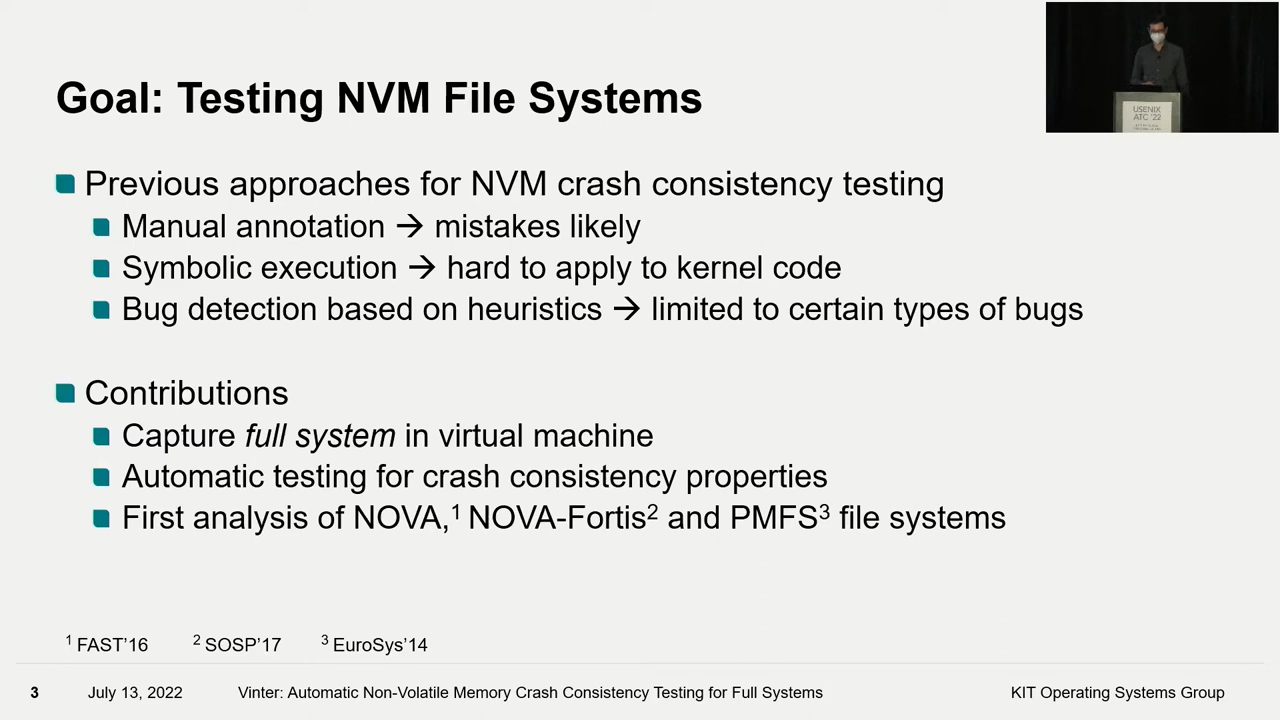 Goal: Testing NVM File Systems
USENIX
ATC '22
Previous approaches for NVM crash consistency testing
Manual annotation → mistakes likely
Symbolic execution → hard to apply to kernel code
Bug detection based on heuristics → limited to certain types of bugs
Contributions
Capture full system in virtual machine
Automatic testing for crash consistency properties
First analysis of NOVA,¹ NOVA-Fortis² and PMFS³ file systems
¹ FAST’16 ² SOSP’17 ³ EuroSys’14
3 July 13, 2022 Vinter: Automatic Non-Volatile Memory Crash Consistency Testing for Full Systems KIT Operating Systems Group